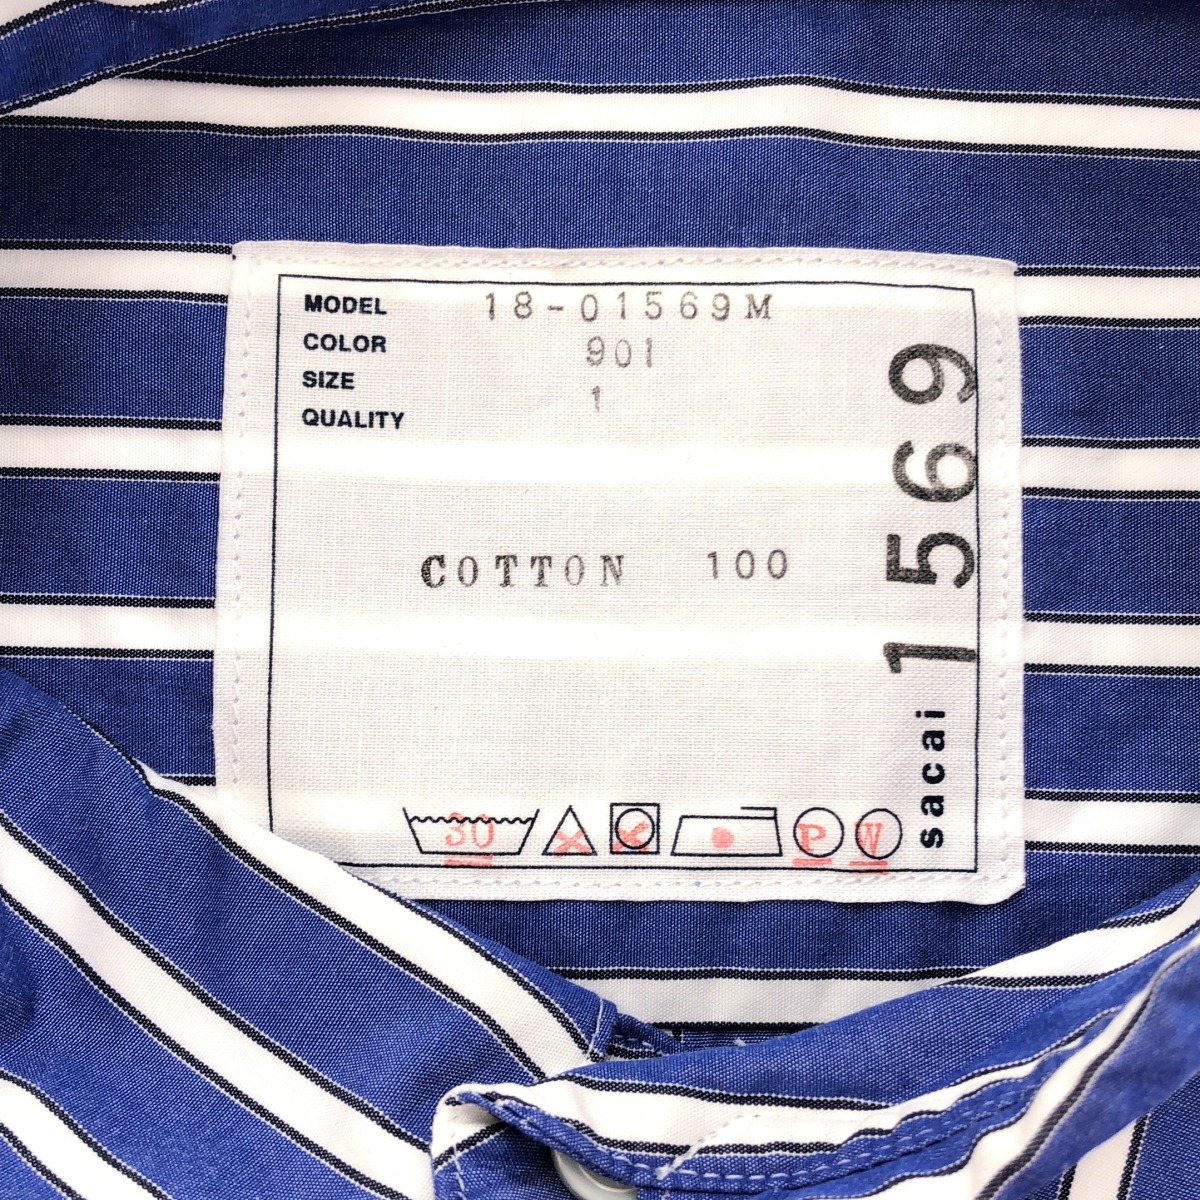 MODEL 18-01569M
COLOR 901
SIZE 1
QUALITY
COTTON 100
30 P W
sacai 1569